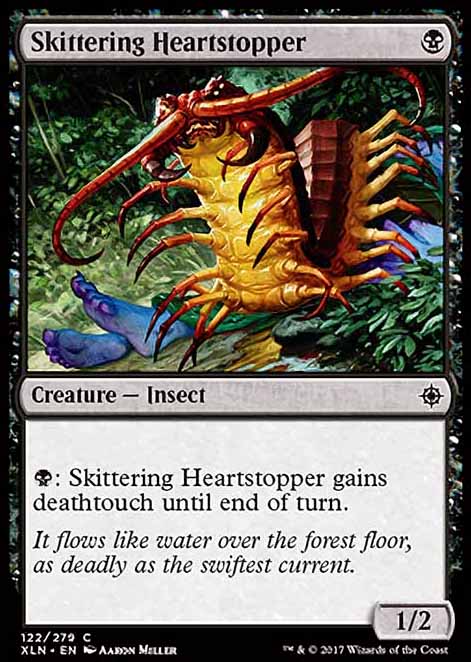 Skittering Heartstopper
Creature — Insect
: Skittering Heartstopper gains
deathtouch until end of turn.
It flows like water over the forest floor,
as deadly as the swiftest current.
1/2
122/279 C
XLN • EN Aaron Miller
™ & © 2017 Wizards of the Coast